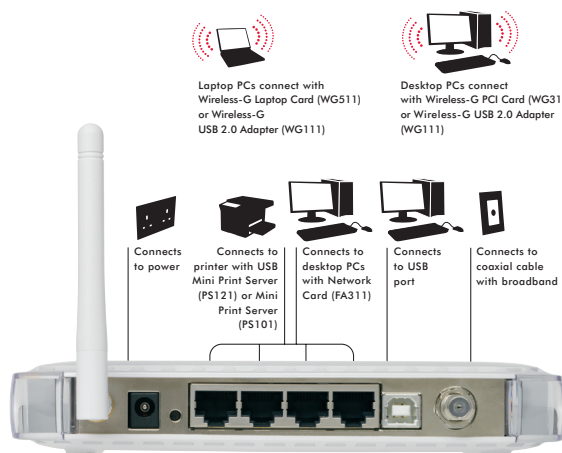 Laptop PCs connect with
Wireless-G Laptop Card (WG511)
or Wireless-G
USB 2.0 Adapter (WG111)
Desktop PCs connect
with Wireless-G PCI Card (WG31
or Wireless-G USB 2.0 Adapter
(WG111)
Connects
to power
Connects to
printer with USB
Mini Print Server
(PS121) or Mini
Print Server
(PS101)
Connects to
desktop PCs
with Network
Card (FA311)
Connects
to USB
port
Connects to
coaxial cable
with broadband